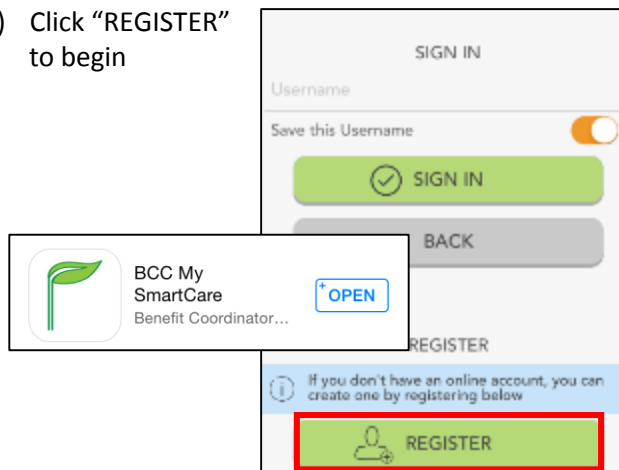 ) Click “REGISTER”
to begin
SIGN IN
Username
Save this Username
SIGN IN
BACK
BCC My
SmartCare
Benefit Coordinator...
+OPEN
REGISTER
If you don't have an online account, you can
create one by registering below
REGISTER